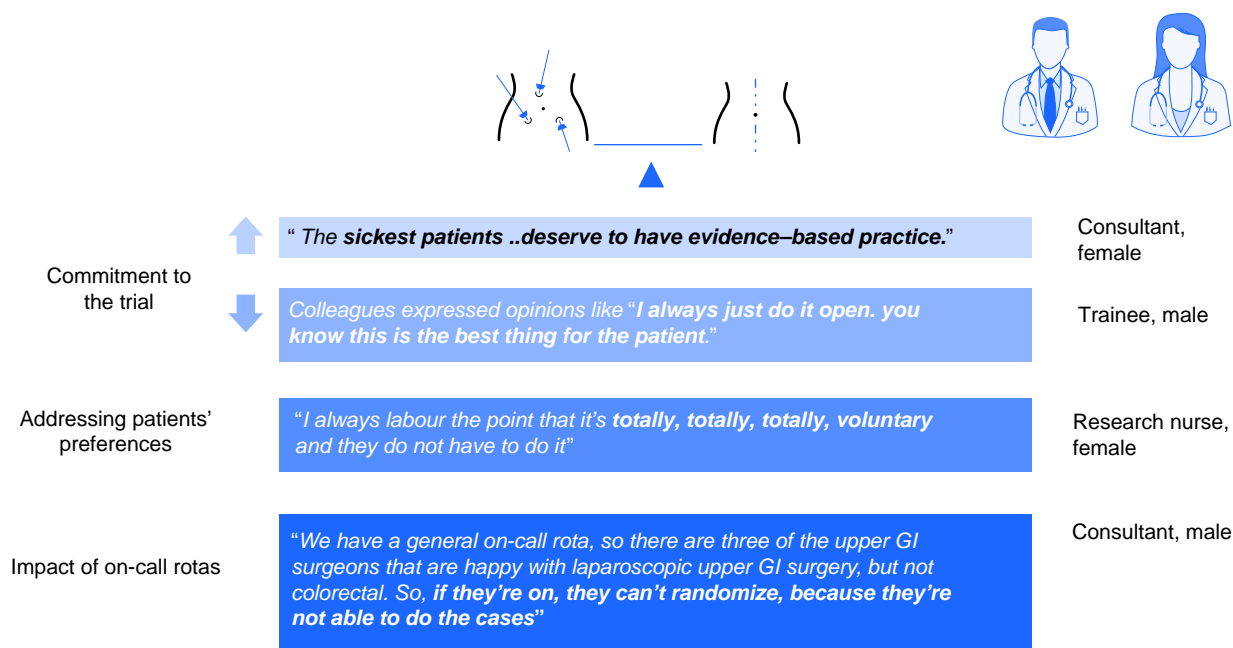 “ The sickest patients ..deserve to have evidence–based practice.”
Consultant,
female
Commitment to
the trial
Colleagues expressed opinions like “I always just do it open. you
know this is the best thing for the patient.”
Trainee, male
Addressing patients’
preferences
“I always labour the point that it’s totally, totally, totally, voluntary
and they do not have to do it”
Research nurse,
female
Impact of on-call rotas
“We have a general on-call rota, so there are three of the upper GI
surgeons that are happy with laparoscopic upper GI surgery, but not
colorectal. So, if they’re on, they can’t randomize, because they’re
not able to do the cases”
Consultant, male